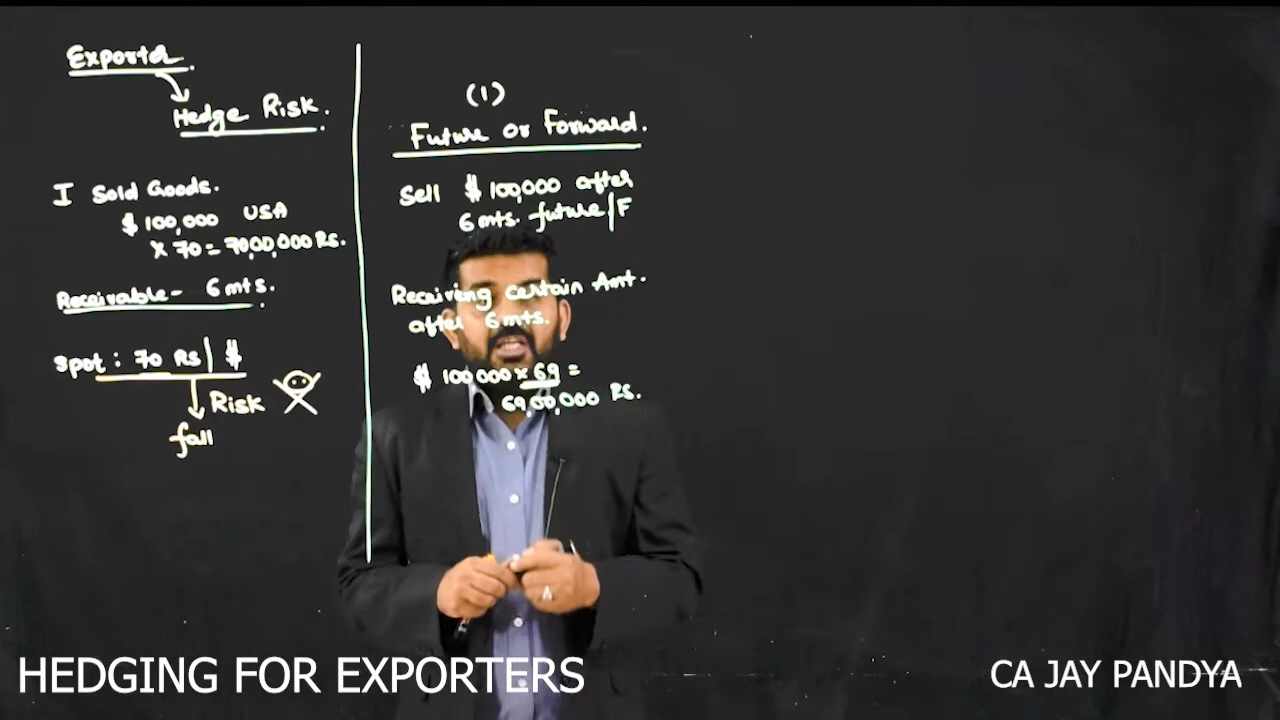 Exporter.
Hedge Risk.
I Sold Goods.
$ 100,000 USA
x 70 = 70,00,000 Rs.
Receivable - 6 mts.
Spot : 70 Rs | $
Risk
fall
(1)
Future or Forward.
Sell $ 100,000 after
6 mts. future/F
Receiving certain Amt.
after 6 mts.
$ 100000 x 69 =
69,00,000 Rs.
HEDGING FOR EXPORTERS
CA JAY PANDYA